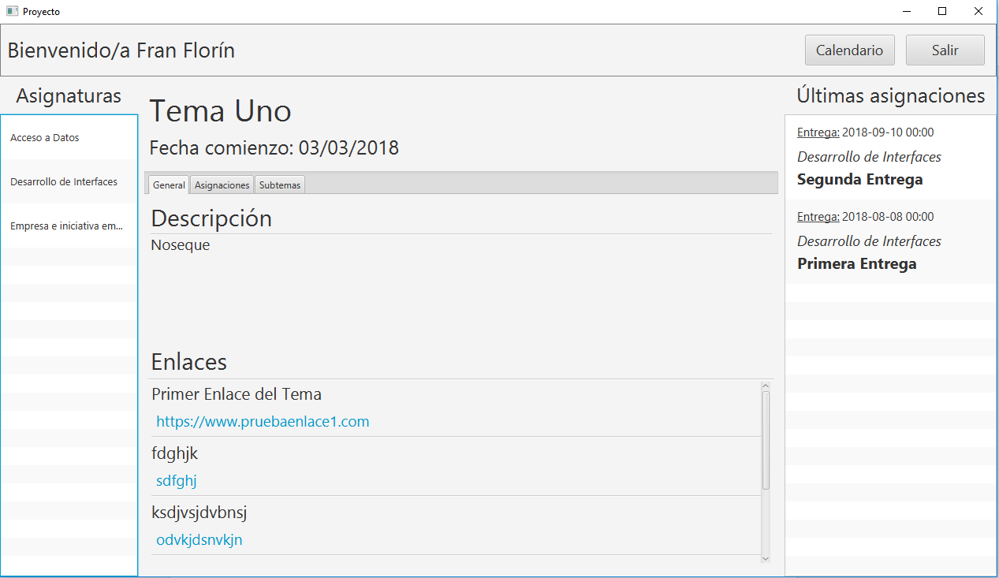 Proyecto
Bienvenido/a Fran Florín
Calendario
Salir
Asignaturas
Acceso a Datos
Desarrollo de Interfaces
Empresa e iniciativa em...
Tema Uno
Fecha comienzo: 03/03/2018
General
Asignaciones
Subtemas
Descripción
Noseque
Enlaces
Primer Enlace del Tema
https://www.pruebaenlace1.com
fdghjk
sdfghj
ksdjvsjdvbnsj
odvkjdsnvkjn
Últimas asignaciones
Entrega: 2018-09-10 00:00
Desarrollo de Interfaces
Segunda Entrega
Entrega: 2018-08-08 00:00
Desarrollo de Interfaces
Primera Entrega